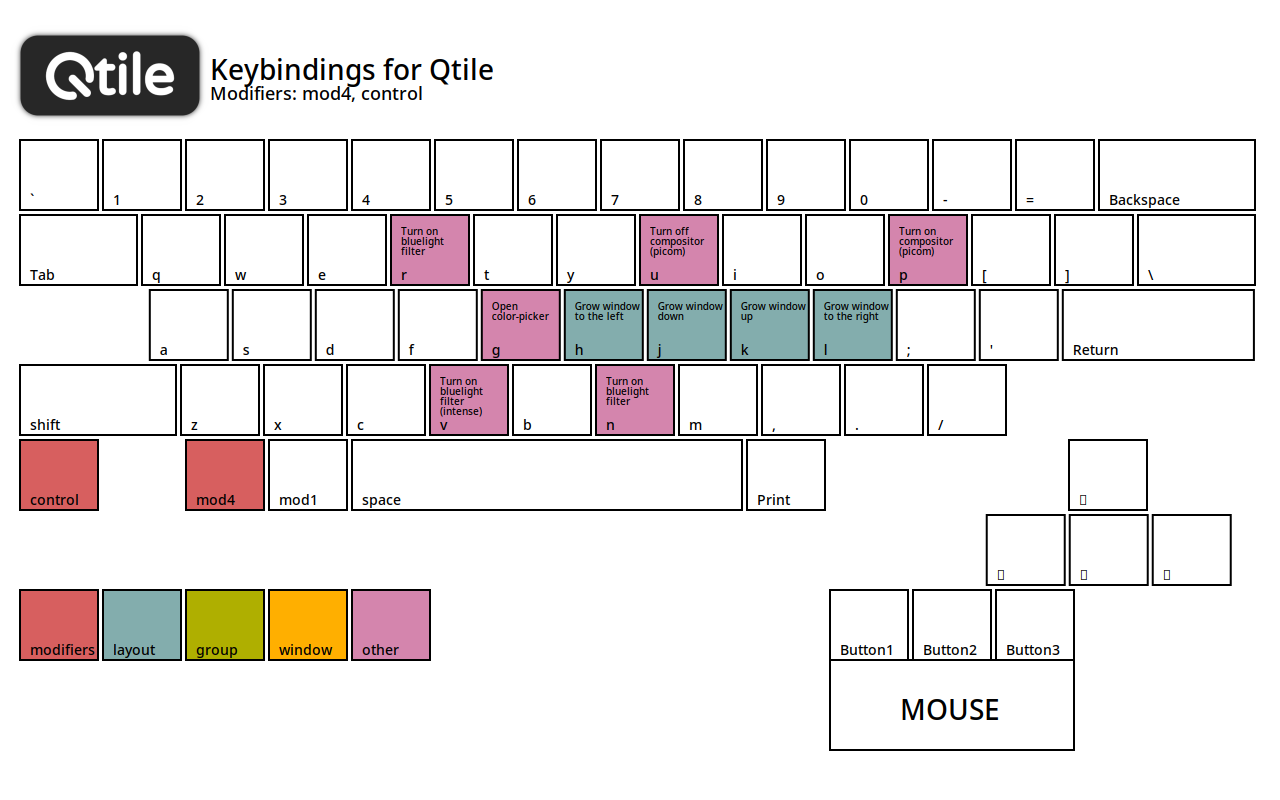 Qtile
Keybindings for Qtile
Modifiers: mod4, control
`
1
2
3
4
5
6
7
8
9
0
-
=
Backspace
Tab
q
w
e
Turn on
bluelight
filter
r
t
y
Turn off
compositor
(picom)
u
i
o
Turn on
compositor
(picom)
p
[
]
\
a
s
d
f
Open
color-picker
g
Grow window
to the left
h
Grow window
down
j
Grow window
up
k
Grow window
to the right
l
;
'
Return
shift
z
x
c
Turn on
bluelight
filter
(intense)
v
b
Turn on
bluelight
filter
n
m
,
.
/
control
mod4
mod1
space
Print
modifiers
layout
group
window
other
Button1
Button2
Button3
MOUSE